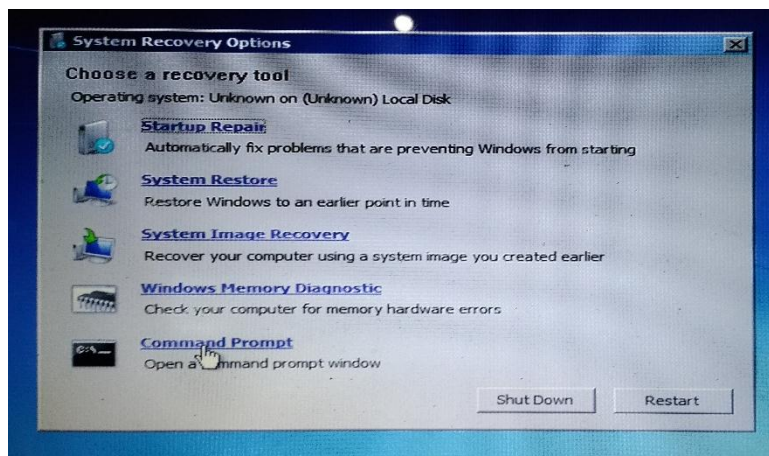 System Recovery Options
Choose a recovery tool
Operating system: Unknown on (Unknown) Local Disk
Startup Repair
Automatically fix problems that are preventing Windows from starting
System Restore
Restore Windows to an earlier point in time
System Image Recovery
Recover your computer using a system image you created earlier
Windows Memory Diagnostic
Check your computer for memory hardware errors
Command Prompt
Open a command prompt window
Shut Down
Restart